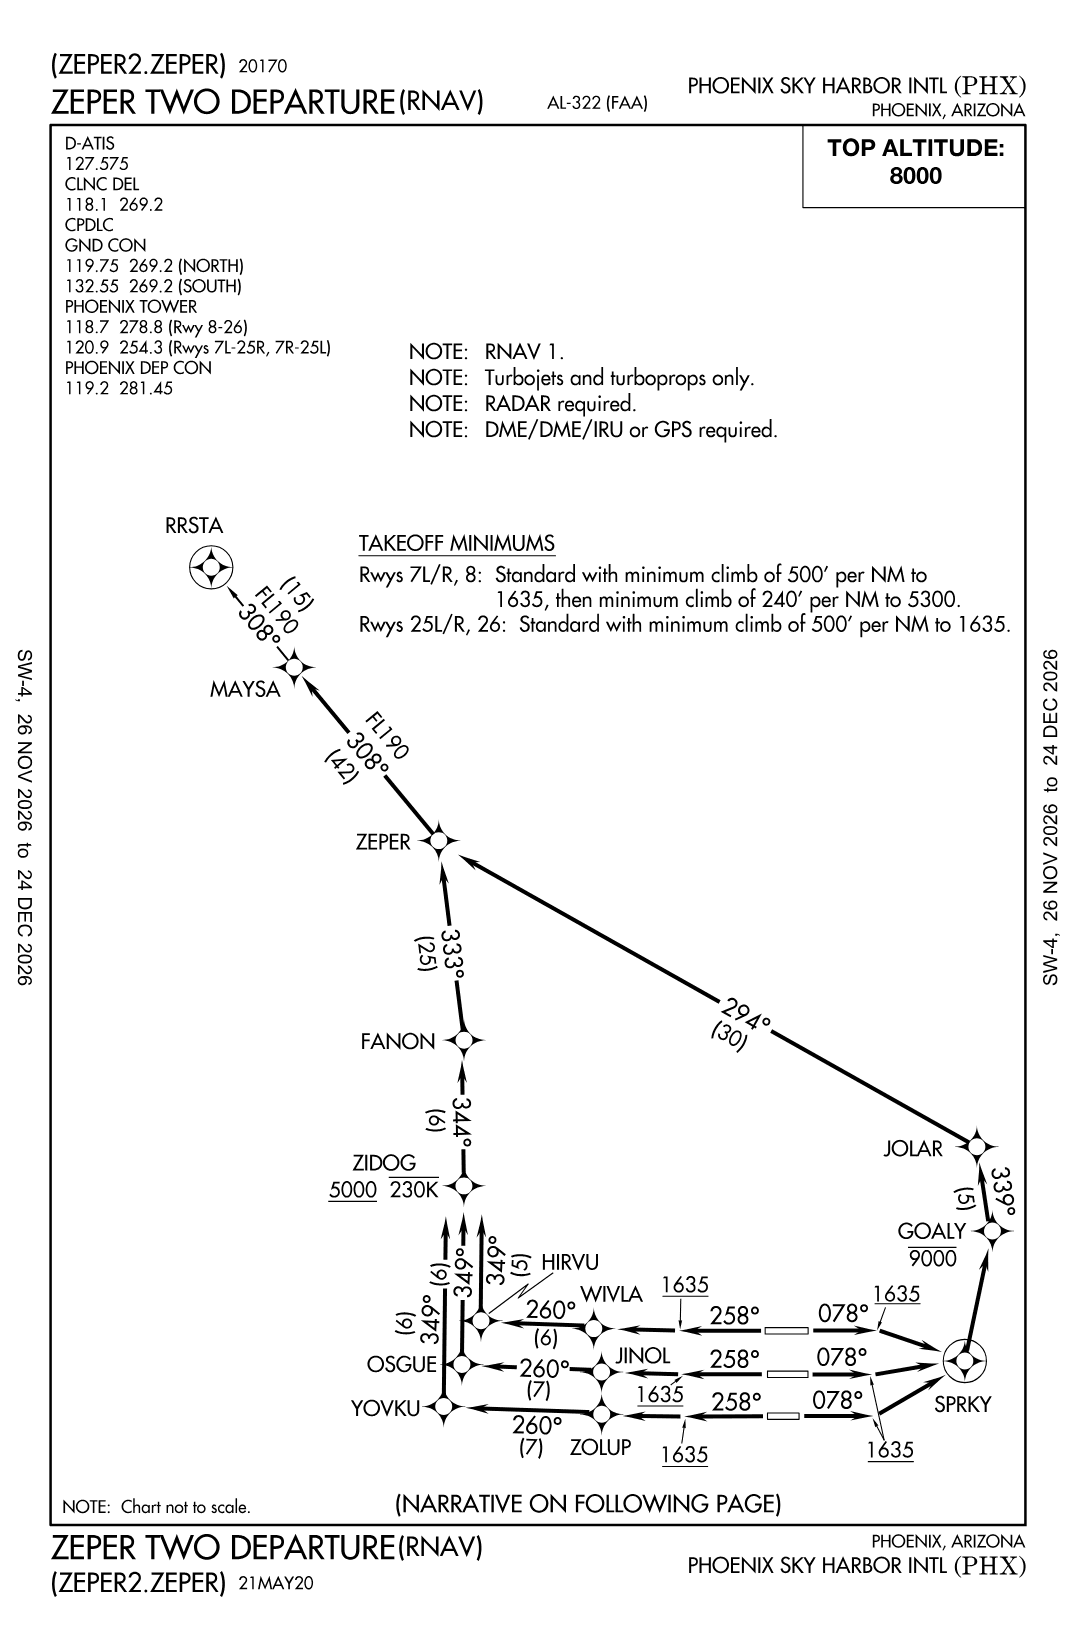 (ZEPER2.ZEPER) 20170
ZEPER TWO DEPARTURE(RNAV)
AL-322 (FAA)
PHOENIX SKY HARBOR INTL (PHX)
PHOENIX, ARIZONA
D-ATIS
127.575
CLNC DEL
118.1 269.2
CPDLC
GND CON
119.75 269.2 (NORTH)
132.55 269.2 (SOUTH)
PHOENIX TOWER
118.7 278.8 (Rwy 8-26)
120.9 254.3 (Rwys 7L-25R, 7R-25L)
PHOENIX DEP CON
119.2 281.45
TOP ALTITUDE:
8000
NOTE: RNAV 1.
NOTE: Turbojets and turboprops only.
NOTE: RADAR required.
NOTE: DME/DME/IRU or GPS required.
TAKEOFF MINIMUMS
Rwys 7L/R, 8: Standard with minimum climb of 500' per NM to
1635, then minimum climb of 240' per NM to 5300.
Rwys 25L/R, 26: Standard with minimum climb of 500' per NM to 1635.
RRSTA
(15)
FL190
308°
MAYSA
FL190
308°
(42)
ZEPER
333°
(25)
294°
(30)
FANON
344°
(6)
JOLAR
339°
(5)
ZIDOG
5000 230K
GOALY
9000
349°
(6)
349°
(6)
349°
(5)
HIRVU
WIVLA
1635
1635
260°
(6)
258°
078°
OSGUE
JINOL
260°
(7)
1635
258°
078°
SPRKY
YOVKU
260°
(7)
ZOLUP
258°
078°
1635
1635
NOTE: Chart not to scale.
(NARRATIVE ON FOLLOWING PAGE)
ZEPER TWO DEPARTURE(RNAV)
(ZEPER2.ZEPER) 21MAY20
PHOENIX, ARIZONA
PHOENIX SKY HARBOR INTL (PHX)
SW-4, 26 NOV 2026 to 24 DEC 2026
SW-4, 26 NOV 2026 to 24 DEC 2026